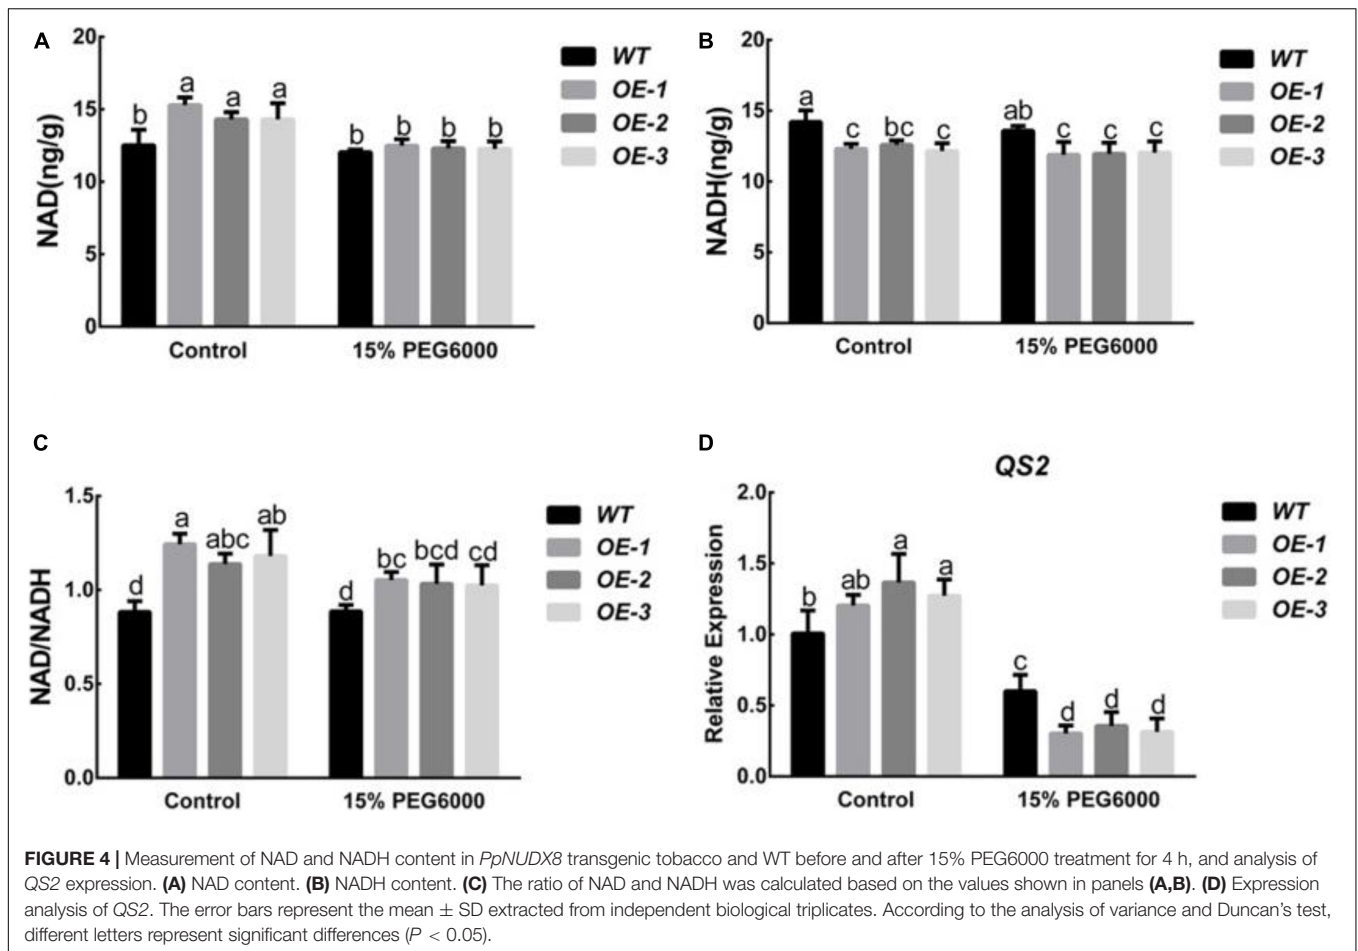 A
20
15
10
5
0
NAD(ng/g)
b
a
a
a
b
b
b
b
Control
15% PEG6000
WT
OE-1
OE-2
OE-3
B
20
15
10
5
0
NADH(ng/g)
a
c
bc
c
ab
c
c
c
Control
15% PEG6000
WT
OE-1
OE-2
OE-3
C
1.5
1.0
0.5
0.0
NAD/NADH
d
a
abc
ab
d
bc
bcd
cd
Control
15% PEG6000
WT
OE-1
OE-2
OE-3
D
QS2
2.0
1.5
1.0
0.5
0.0
Relative Expression
b
ab
a
a
c
d
d
d
Control
15% PEG6000
WT
OE-1
OE-2
OE-3
FIGURE 4 | Measurement of NAD and NADH content in PpNUDX8 transgenic tobacco and WT before and after 15% PEG6000 treatment for 4 h, and analysis of
QS2 expression. (A) NAD content. (B) NADH content. (C) The ratio of NAD and NADH was calculated based on the values shown in panels (A,B). (D) Expression
analysis of QS2. The error bars represent the mean ± SD extracted from independent biological triplicates. According to the analysis of variance and Duncan's test,
different letters represent significant differences (P < 0.05).